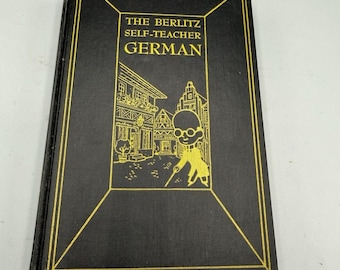 THE BERLITZ
SELF-TEACHER
GERMAN